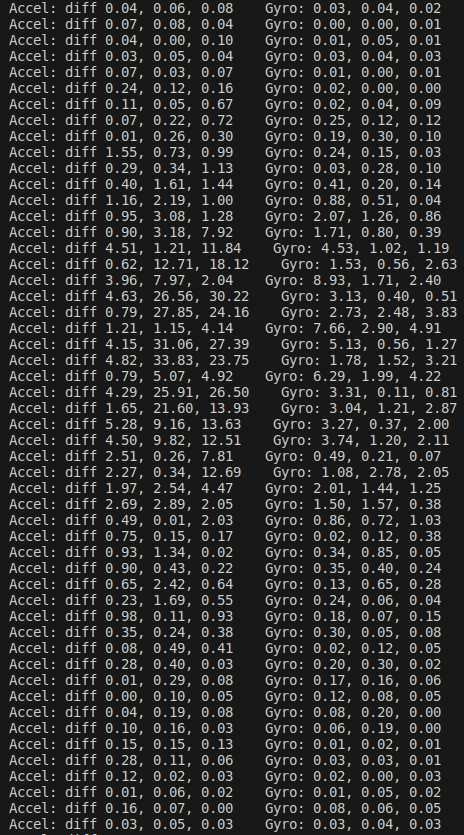 Accel: diff 0.04, 0.06, 0.08    Gyro: 0.03, 0.04, 0.02
Accel: diff 0.07, 0.08, 0.04    Gyro: 0.00, 0.00, 0.01
Accel: diff 0.04, 0.00, 0.10    Gyro: 0.01, 0.05, 0.01
Accel: diff 0.03, 0.05, 0.04    Gyro: 0.03, 0.04, 0.03
Accel: diff 0.07, 0.03, 0.07    Gyro: 0.01, 0.00, 0.01
Accel: diff 0.24, 0.12, 0.16    Gyro: 0.02, 0.00, 0.00
Accel: diff 0.11, 0.05, 0.67    Gyro: 0.02, 0.04, 0.09
Accel: diff 0.07, 0.22, 0.72    Gyro: 0.25, 0.12, 0.12
Accel: diff 0.01, 0.26, 0.30    Gyro: 0.19, 0.30, 0.10
Accel: diff 1.55, 0.73, 0.99    Gyro: 0.24, 0.15, 0.03
Accel: diff 0.29, 0.34, 1.13    Gyro: 0.03, 0.28, 0.10
Accel: diff 0.40, 1.61, 1.44    Gyro: 0.41, 0.20, 0.14
Accel: diff 1.16, 2.19, 1.00    Gyro: 0.88, 0.51, 0.04
Accel: diff 0.95, 3.08, 1.28    Gyro: 2.07, 1.26, 0.86
Accel: diff 0.90, 3.18, 7.92    Gyro: 1.71, 0.80, 0.39
Accel: diff 4.51, 1.21, 11.84    Gyro: 4.53, 1.02, 1.19
Accel: diff 0.62, 12.71, 18.12    Gyro: 1.53, 0.56, 2.63
Accel: diff 3.96, 7.97, 2.04    Gyro: 8.93, 1.71, 2.40
Accel: diff 4.63, 26.56, 30.22    Gyro: 3.13, 0.40, 0.51
Accel: diff 0.79, 27.85, 24.16    Gyro: 2.73, 2.48, 3.83
Accel: diff 1.21, 1.15, 4.14    Gyro: 7.66, 2.90, 4.91
Accel: diff 4.15, 31.06, 27.39    Gyro: 5.13, 0.56, 1.27
Accel: diff 4.82, 33.83, 23.75    Gyro: 1.78, 1.52, 3.21
Accel: diff 0.79, 5.07, 4.92    Gyro: 6.29, 1.99, 4.22
Accel: diff 4.29, 25.91, 26.50    Gyro: 3.31, 0.11, 0.81
Accel: diff 1.65, 21.60, 13.93    Gyro: 3.04, 1.21, 2.87
Accel: diff 5.28, 9.16, 13.63    Gyro: 3.27, 0.37, 2.00
Accel: diff 4.50, 9.82, 12.51    Gyro: 3.74, 1.20, 2.11
Accel: diff 2.51, 0.26, 7.81    Gyro: 0.49, 0.21, 0.07
Accel: diff 2.27, 0.34, 12.69    Gyro: 1.08, 2.78, 2.05
Accel: diff 1.97, 2.54, 4.47    Gyro: 2.01, 1.44, 1.25
Accel: diff 2.69, 2.89, 2.05    Gyro: 1.50, 1.57, 0.38
Accel: diff 0.49, 0.01, 2.03    Gyro: 0.86, 0.72, 1.03
Accel: diff 0.75, 0.15, 0.17    Gyro: 0.02, 0.12, 0.38
Accel: diff 0.93, 1.34, 0.02    Gyro: 0.34, 0.85, 0.05
Accel: diff 0.90, 0.43, 0.22    Gyro: 0.35, 0.40, 0.24
Accel: diff 0.65, 2.42, 0.64    Gyro: 0.13, 0.65, 0.28
Accel: diff 0.23, 1.69, 0.55    Gyro: 0.24, 0.06, 0.04
Accel: diff 0.98, 0.11, 0.93    Gyro: 0.18, 0.07, 0.15
Accel: diff 0.35, 0.24, 0.38    Gyro: 0.30, 0.05, 0.08
Accel: diff 0.08, 0.49, 0.41    Gyro: 0.02, 0.12, 0.05
Accel: diff 0.28, 0.40, 0.03    Gyro: 0.20, 0.30, 0.02
Accel: diff 0.01, 0.29, 0.08    Gyro: 0.17, 0.16, 0.06
Accel: diff 0.00, 0.10, 0.05    Gyro: 0.12, 0.08, 0.05
Accel: diff 0.04, 0.19, 0.08    Gyro: 0.08, 0.20, 0.00
Accel: diff 0.10, 0.16, 0.03    Gyro: 0.06, 0.19, 0.00
Accel: diff 0.15, 0.15, 0.13    Gyro: 0.01, 0.02, 0.01
Accel: diff 0.28, 0.11, 0.06    Gyro: 0.03, 0.03, 0.01
Accel: diff 0.12, 0.02, 0.03    Gyro: 0.02, 0.00, 0.03
Accel: diff 0.01, 0.06, 0.02    Gyro: 0.01, 0.05, 0.02
Accel: diff 0.16, 0.07, 0.00    Gyro: 0.08, 0.06, 0.05
Accel: diff 0.03, 0.05, 0.03    Gyro: 0.03, 0.04, 0.03